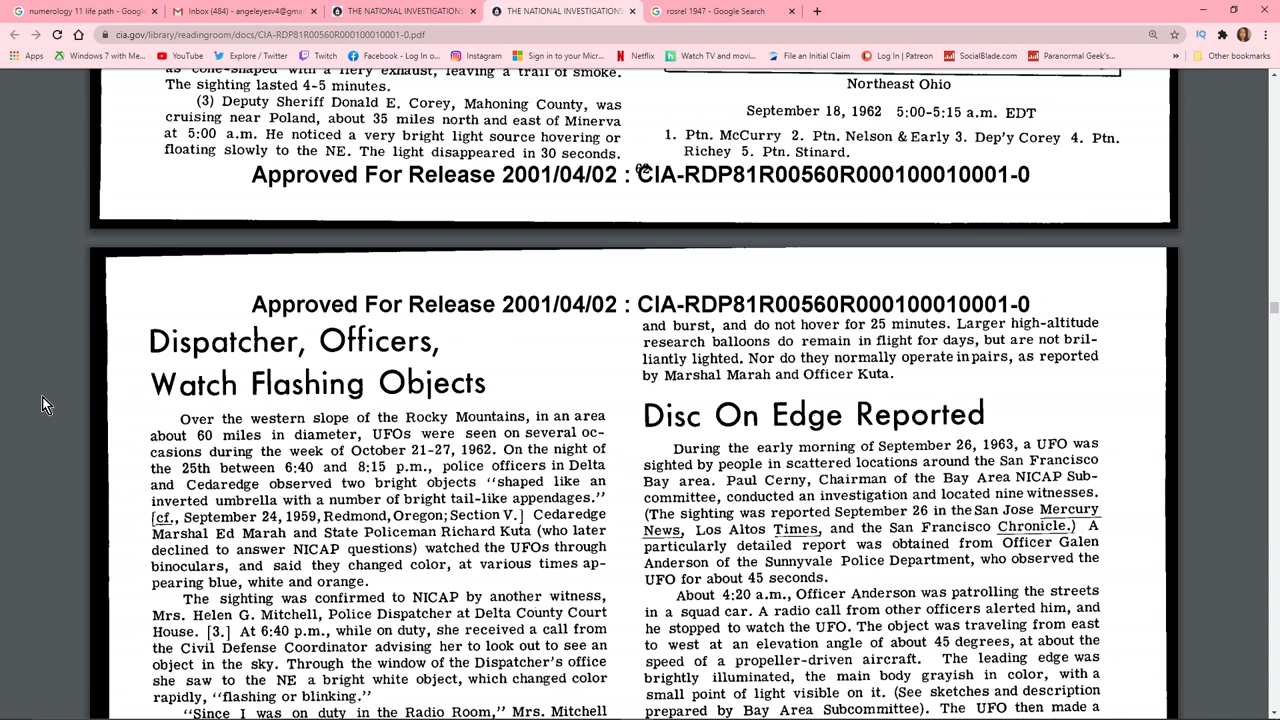 numerology 11 life path - Googl
Inbox (484) - angeleyesv4@gma
THE NATIONAL INVESTIGATIONS
THE NATIONAL INVESTIGATIONS
rosrel 1947 - Google Search
cia.gov/library/readingroom/docs/CIA-RDP81R00560R000100010001-0.pdf
Apps
Windows 7 with Me...
YouTube
Explore / Twitter
Twitch
Facebook - Log In o...
Instagram
Sign in to your Micr...
Netflix
Watch TV and movi...
File an Initial Claim
Log In | Paravonian
SocialBlade.com
Paranormal Geek's...
Other bookmarks
as cone-shaped with a fiery exhaust, leaving a trail of smoke.
The sighting lasted 4-5 minutes.
(3) Deputy Sheriff Donald E. Corey, Mahoning County, was
cruising near Poland, about 35 miles north and east of Minerva
at 5:00 a.m. He noticed a very bright light source hovering or
floating slowly to the NE. The light disappeared in 30 seconds.
Northeast Ohio
September 18, 1962 5:00-5:15 a.m. EDT
1. Ptn. McCurry 2. Ptn. Nelson & Early 3. Dep'y Corey 4. Ptn.
Richey 5. Ptn. Stinard.
Approved For Release 2001/04/02 : CIA-RDP81R00560R000100010001-0
Approved For Release 2001/04/02 : CIA-RDP81R00560R000100010001-0
Dispatcher, Officers,
Watch Flashing Objects
Over the western slope of the Rocky Mountains, in an area
about 60 miles in diameter, UFOs were seen on several oc-
casions during the week of October 21-27, 1962. On the night of
the 25th between 6:40 and 8:15 p.m., police officers in Delta
and Cedaredge observed two bright objects "shaped like an
inverted umbrella with a number of bright tail-like appendages."
[cf., September 24, 1959, Redmond, Oregon; Section V.] Cedaredge
Marshal Ed Marah and State Policeman Richard Kuta (who later
declined to answer NICAP questions) watched the UFOs through
binoculars, and said they changed color, at various times ap-
pearing blue, white and orange.
The sighting was confirmed to NICAP by another witness,
Mrs. Helen G. Mitchell, Police Dispatcher at Delta County Court
House. [3.] At 6:40 p.m., while on duty, she received a call from
the Civil Defense Coordinator advising her to look out to see an
object in the sky. Through the window of the Dispatcher's office
she saw to the NE a bright white object, which changed color
rapidly, "flashing or blinking."
"Since I was on duty in the Radio Room," Mrs. Mitchell
and burst, and do not hover for 25 minutes. Larger high-altitude
research balloons do remain in flight for days, but are not bril-
liantly lighted. Nor do they normally operate in pairs, as reported
by Marshal Marah and Officer Kuta.
Disc On Edge Reported
During the early morning of September 26, 1963, a UFO was
sighted by people in scattered locations around the San Francisco
Bay area. Paul Cerny, Chairman of the Bay Area NICAP Sub-
committee, conducted an investigation and located nine witnesses.
(The sighting was reported September 26 in the San Jose Mercury
News, Los Altos Times, and the San Francisco Chronicle.) A
particularly detailed report was obtained from Officer Galen
Anderson of the Sunnyvale Police Department, who observed the
UFO for about 45 seconds.
About 4:20 a.m., Officer Anderson was patrolling the streets
in a squad car. A radio call from other officers alerted him, and
he stopped to watch the UFO. The object was traveling from east
to west at an elevation angle of about 45 degrees, at about the
speed of a propeller-driven aircraft. The leading edge was
brightly illuminated, the main body grayish in color, with a
small point of light visible on it. (See sketches and description
prepared by Bay Area Subcommittee). The UFO then made a